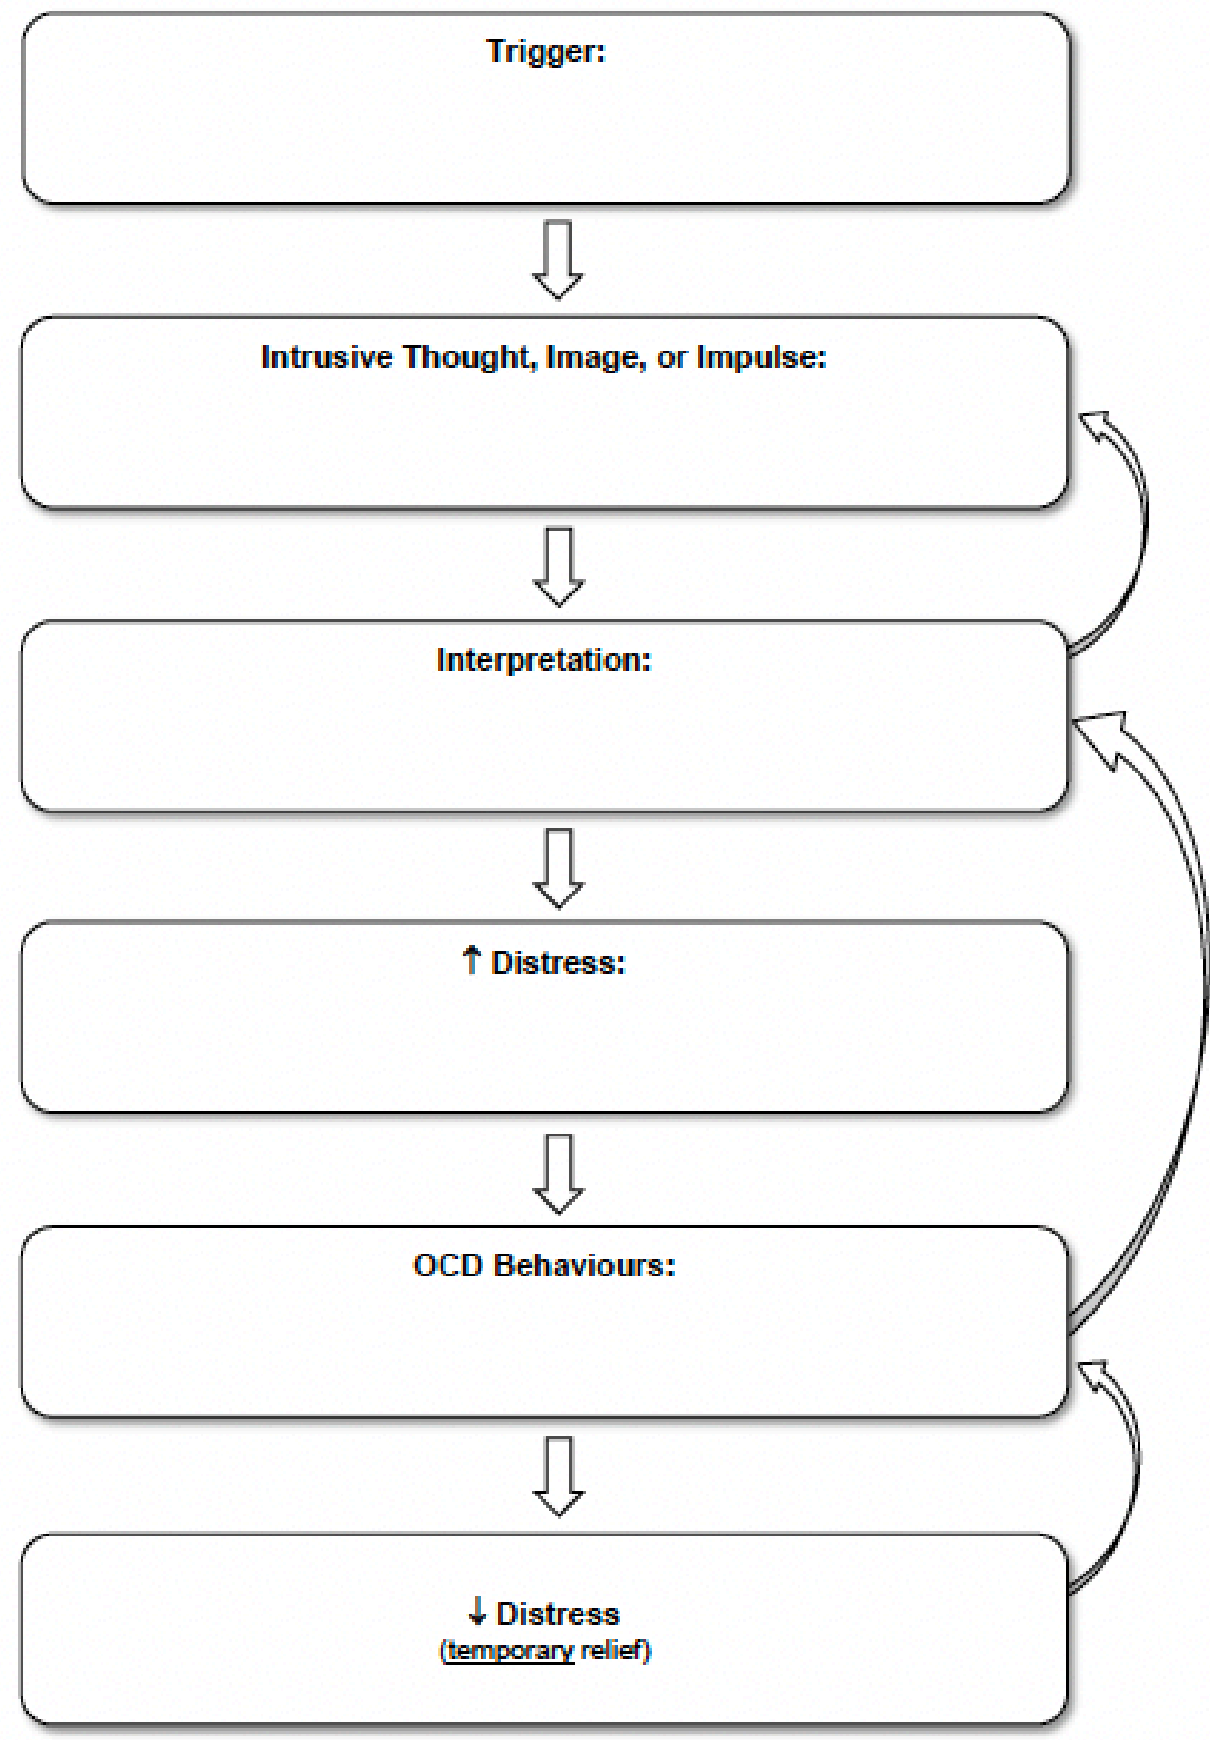 Trigger:
Intrusive Thought, Image, or Impulse:
Interpretation:
↑ Distress:
OCD Behaviours:
↓ Distress
(temporary relief)